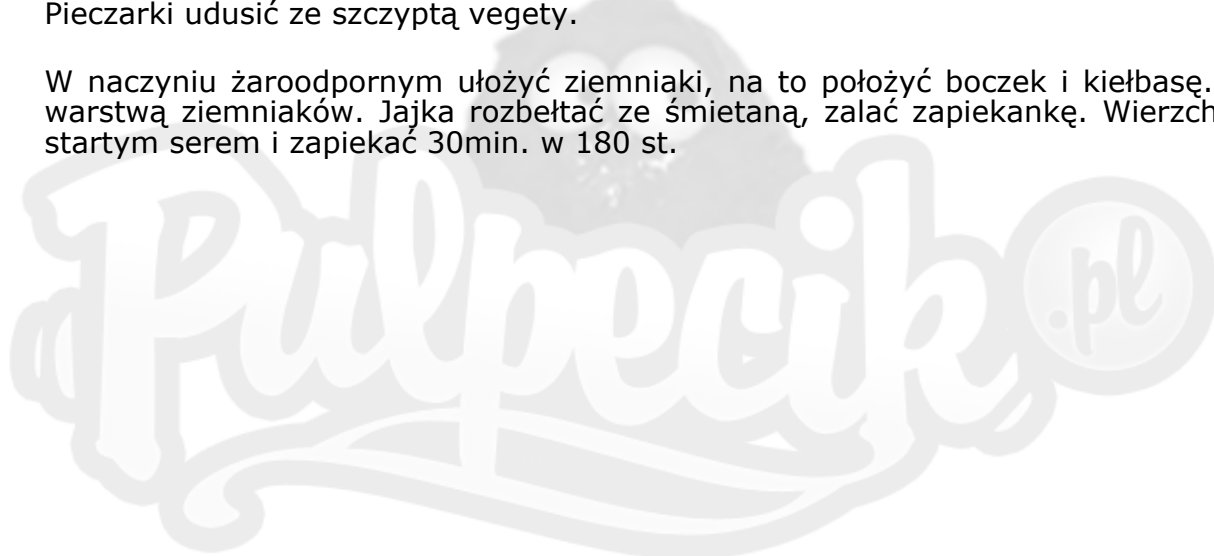 Pieczarki udusić ze szczyptą vegety.
W naczyniu żaroodpornym ułożyć ziemniaki, na to położyć boczek i kiełbasę.
warstwą ziemniaków. Jajka rozbełtać ze śmietaną, zalać zapiekankę. Wierzch
startym serem i zapiekać 30min. w 180 st.
Pulpecik .pl